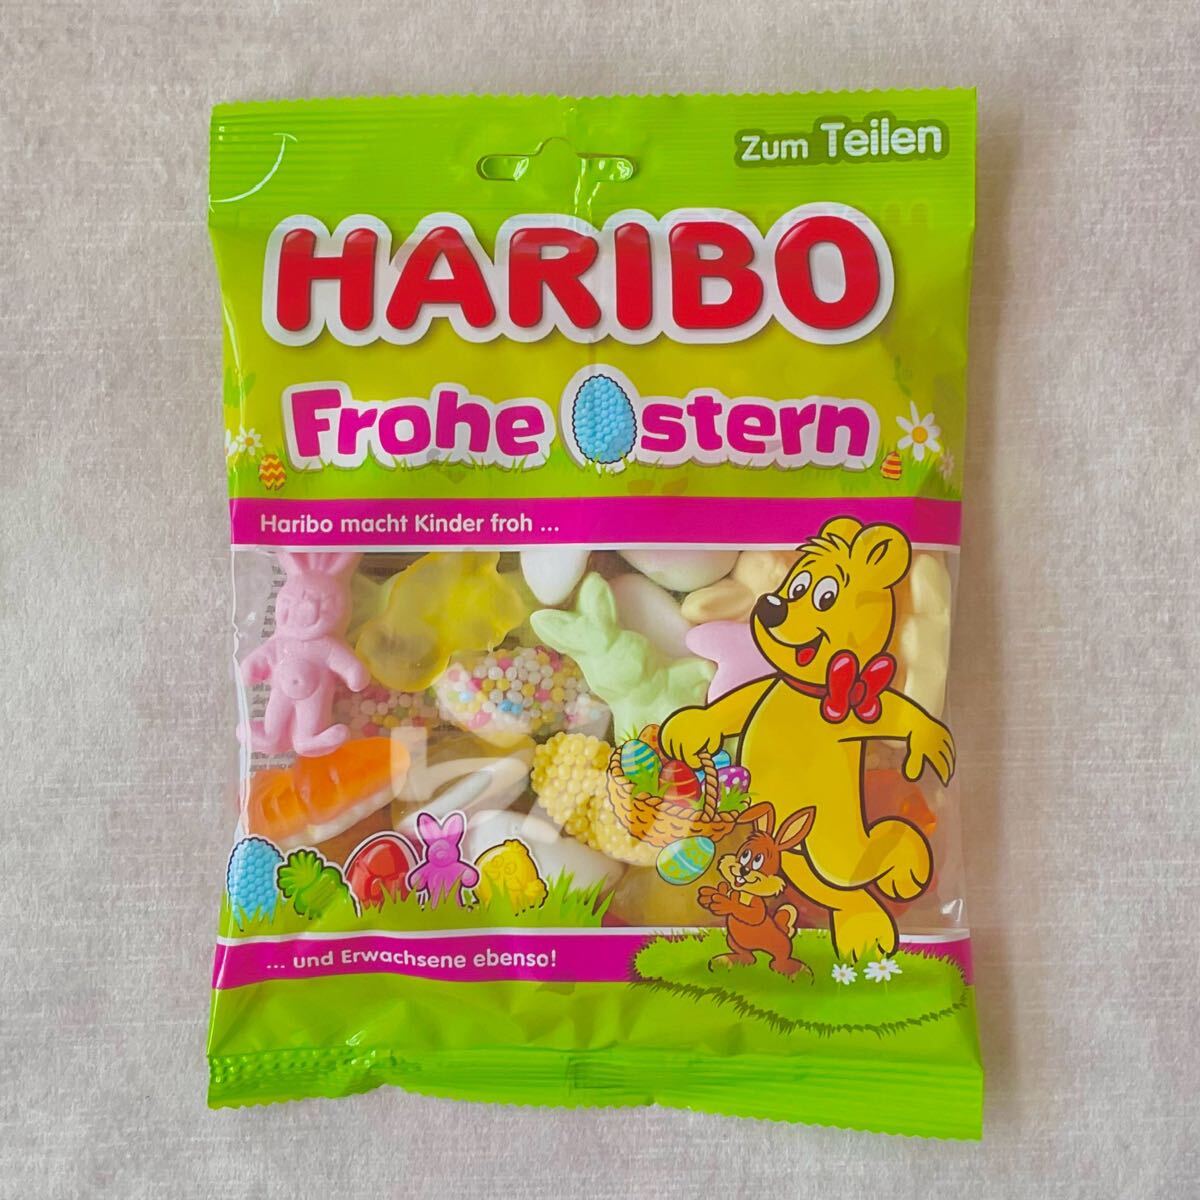 Zum Teilen
HARIBO
Frohe Ostern
Haribo macht Kinder froh ...
... und Erwachsene ebenso!